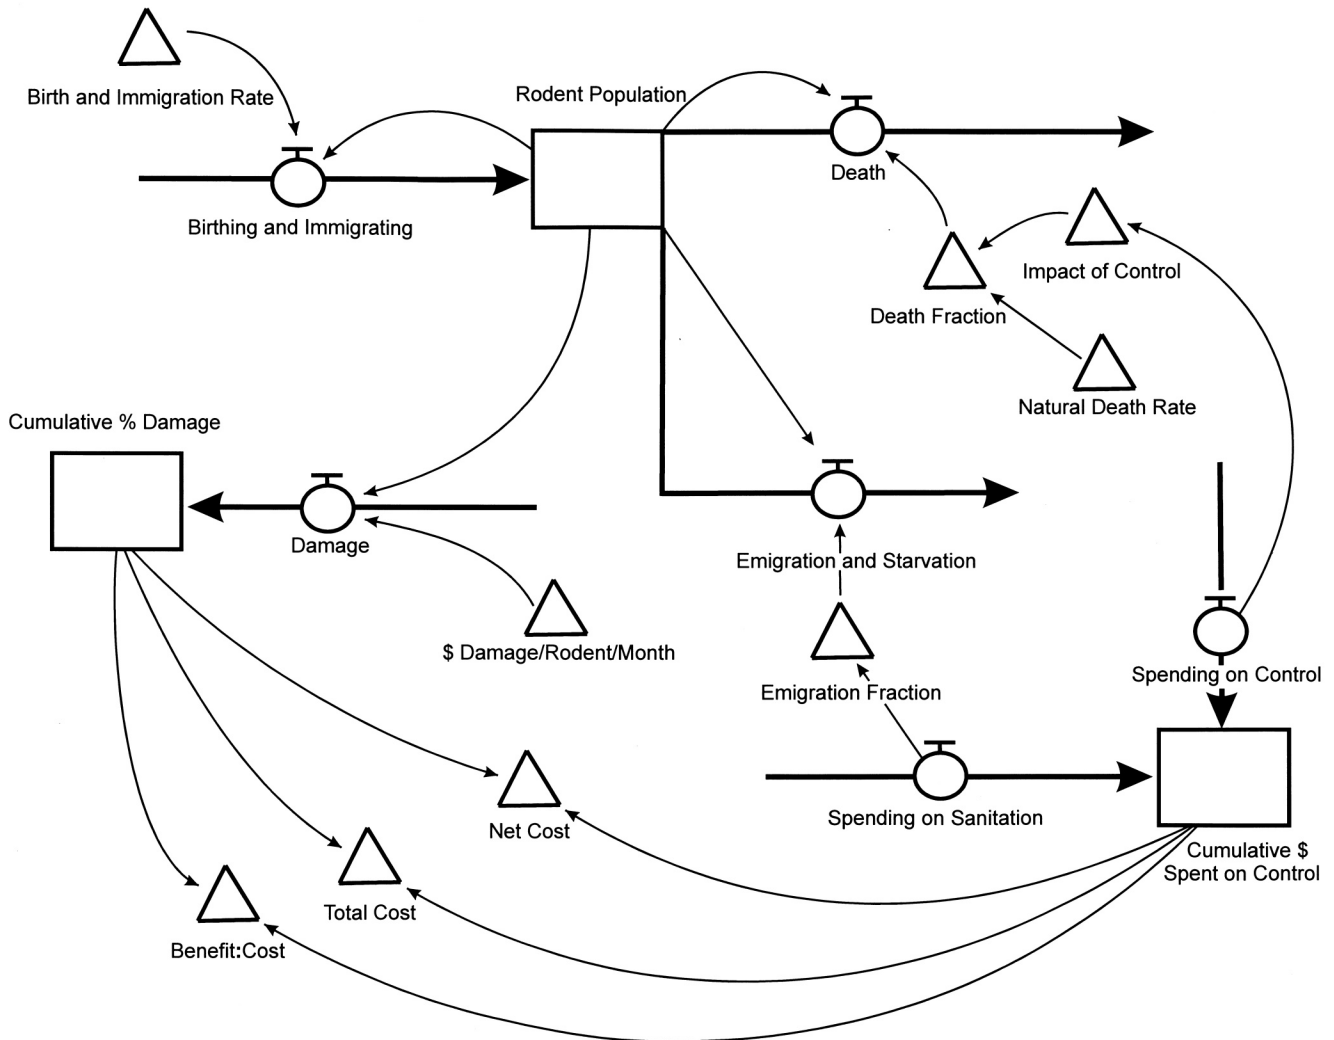 Birth and Immigration Rate
Rodent Population
Death
Birthing and Immigrating
Impact of Control
Death Fraction
Natural Death Rate
Cumulative % Damage
Damage
Emigration and Starvation
$ Damage/Rodent/Month
Spending on Control
Emigration Fraction
Net Cost
Spending on Sanitation
Cumulative $
Spent on Control
Total Cost
Benefit:Cost